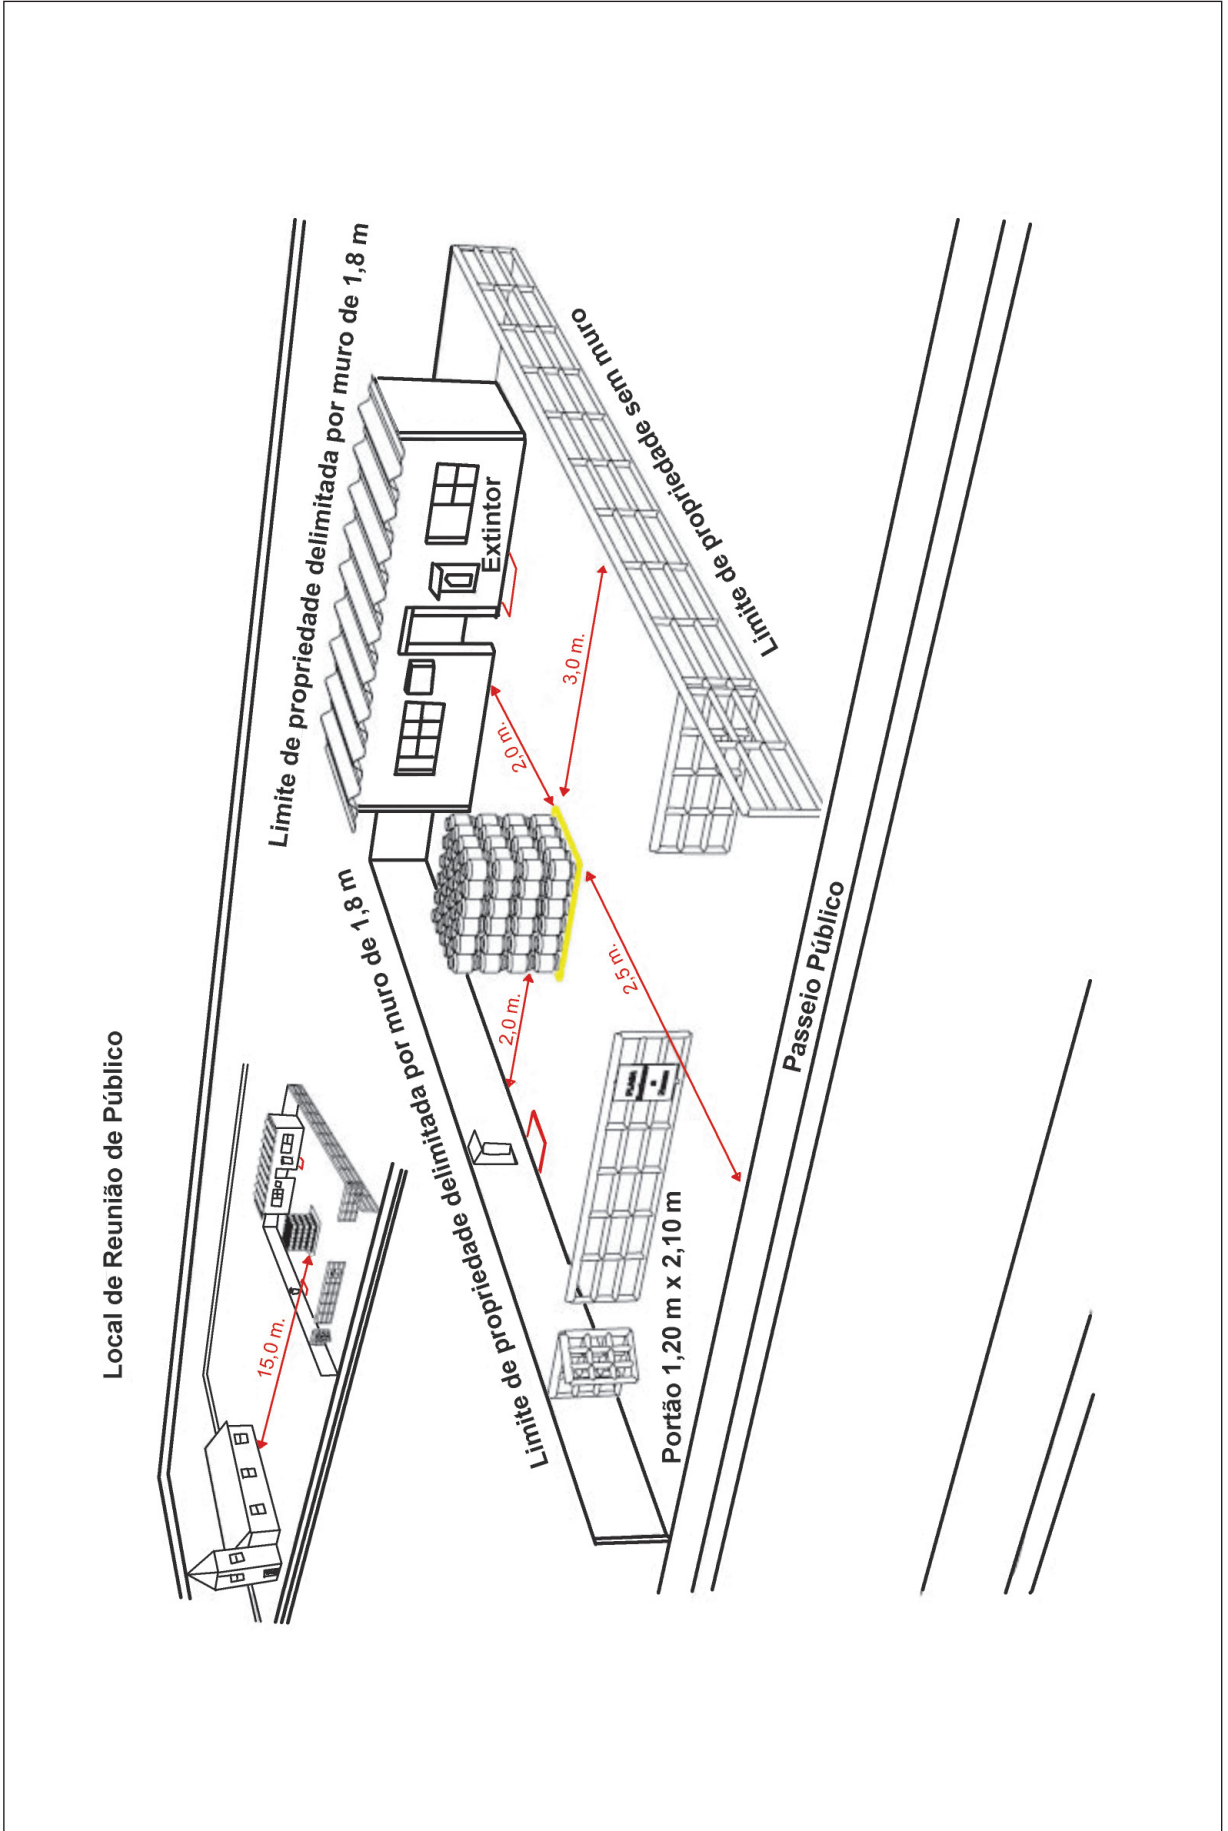 Local de Reunião de Público
15,0 m.
Limite de propriedade delimitada por muro de 1,8 m
Limite de propriedade delimitada por muro de 1,8 m
Extintor
2,0 m.
2,0 m.
3,0 m.
2,5 m.
Limite de propriedade sem muro
Portão 1,20 m x 2,10 m
Passeio Público